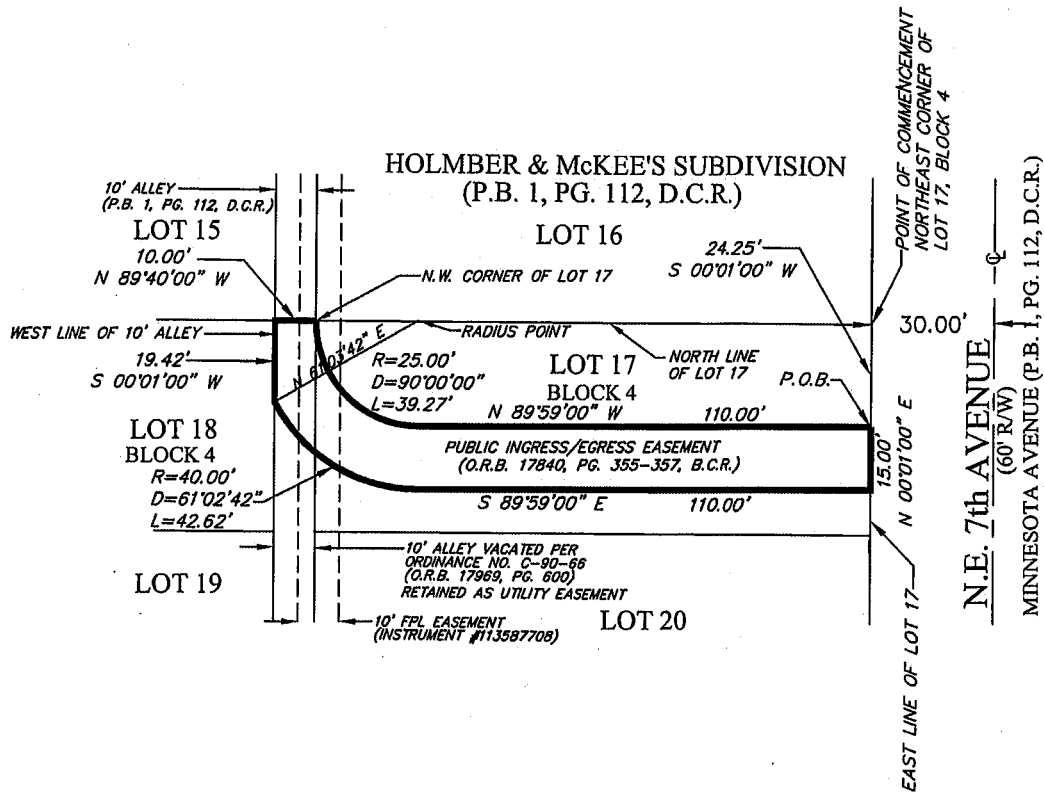 HOLMBER & McKEE'S SUBDIVISION
(P.B. 1, PG. 112, D.C.R.)
10' ALLEY
(P.B. 1, PG. 112, D.C.R.)
LOT 15
10.00'
N 89°40'00" W
LOT 16
24.25'
S 00°01'00" W
POINT OF COMMENCEMENT
NORTHEAST CORNER OF
LOT 17, BLOCK 4
N.W. CORNER OF LOT 17
WEST LINE OF 10' ALLEY
19.42'
S 00°01'00" W
N 61°03'42" E
RADIUS POINT
R=25.00'
D=90°00'00"
L=39.27'
LOT 17
BLOCK 4
NORTH LINE
OF LOT 17
P.O.B.
30.00'
N 89°59'00" W 110.00'
PUBLIC INGRESS/EGRESS EASEMENT
(O.R.B. 17840, PG. 355-357, B.C.R.)
S 89°59'00" E 110.00'
15.00'
N 00°01'00" E
LOT 18
BLOCK 4
R=40.00'
D=61°02'42"
L=42.62'
LOT 19
10' ALLEY VACATED PER
ORDINANCE NO. C-90-66
(O.R.B. 17969, PG. 600)
RETAINED AS UTILITY EASEMENT
10' FPL EASEMENT
(INSTRUMENT #113587708)
LOT 20
EAST LINE OF LOT 17
℄
N.E. 7th AVENUE
(60' R/W)
MINNESOTA AVENUE (P.B. 1, PG. 112, D.C.R.)